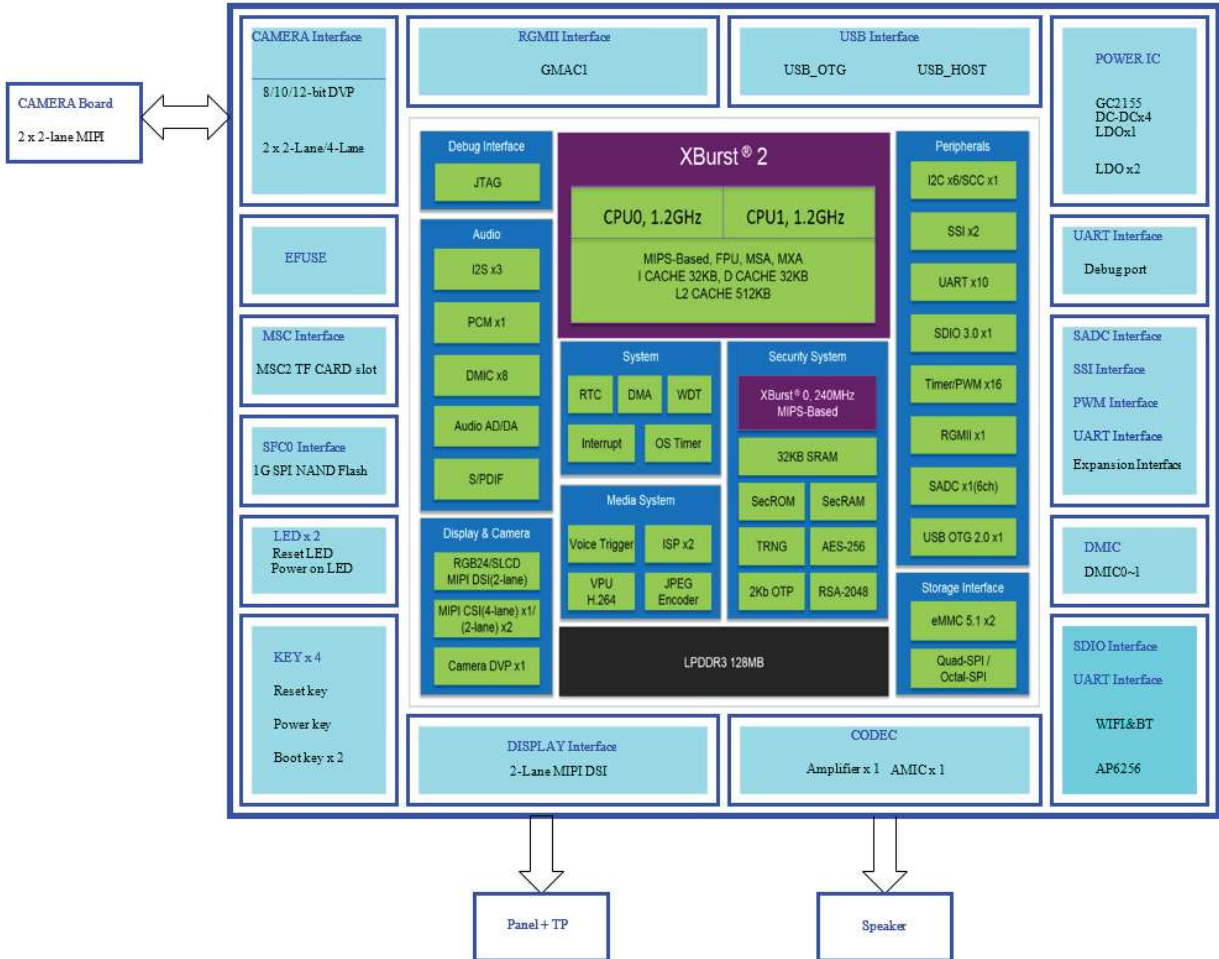 CAMERA Board
2 x 2-lane MIPI
CAMERA Interface
8/10/12-bit DVP
2 x 2-Lane/4-Lane
EFUSE
MSC Interface
MSC2 TF CARD slot
SFC0 Interface
1G SPI NAND Flash
LED x 2
Reset LED
Power on LED
KEY x 4
Reset key
Power key
Boot key x 2
RGMII Interface
GMAC1
USB Interface
USB_OTG USB_HOST
Debug Interface
JTAG
Audio
I2S x3
PCM x1
DMIC x8
Audio AD/DA
S/PDIF
Display & Camera
RGB24/SLCD
MIPI DSI(2-lane)
MIPI CSI(4-lane) x1/
(2-lane) x2
Camera DVP x1
XBurst® 2
CPU0, 1.2GHz
CPU1, 1.2GHz
MIPS-Based, FPU, MSA, MXA
I CACHE 32KB, D CACHE 32KB
L2 CACHE 512KB
System
RTC
DMA
WDT
Interrupt
OS Timer
Media System
Voice Trigger
ISP x2
VPU
H.264
JPEG
Encoder
Security System
XBurst® 0, 240MHz
MIPS-Based
32KB SRAM
SecROM
SecRAM
TRNG
AES-256
2Kb OTP
RSA-2048
LPDDR3 128MB
Peripherals
I2C x6/SCC x1
SSI x2
UART x10
SDIO 3.0 x1
Timer/PWM x16
RGMII x1
SADC x1(6ch)
USB OTG 2.0 x1
Storage Interface
eMMC 5.1 x2
Quad-SPI /
Octal-SPI
DISPLAY Interface
2-Lane MIPI DSI
CODEC
Amplifier x 1 AMIC x 1
POWER IC
GC2155
DC-DCx4
LDOx1
LDO x2
UART Interface
Debug port
SADC Interface
SSI Interface
PWM Interface
UART Interface
Expansion Interface
DMIC
DMIC0~1
SDIO Interface
UART Interface
WIFI&BT
AP6256
Panel + TP
Speaker